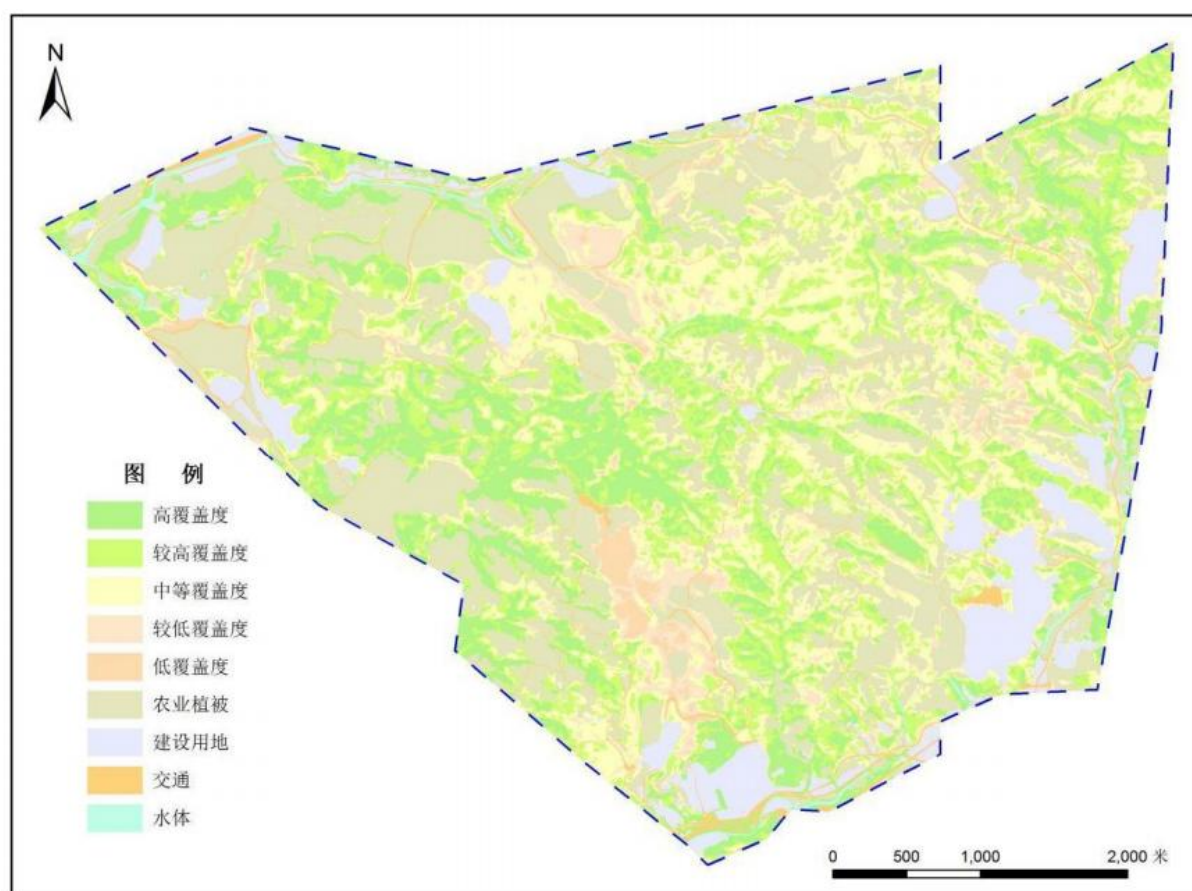 N
图 例
高覆盖度
较高覆盖度
中等覆盖度
较低覆盖度
低覆盖度
农业植被
建设用地
交通
水体
0 500 1,000 2,000 米